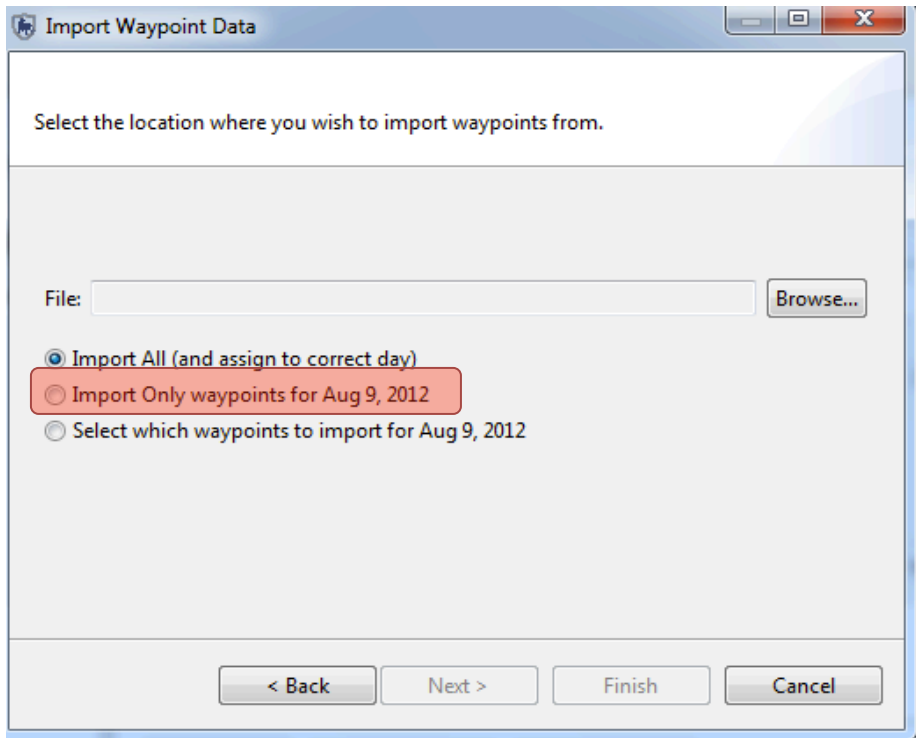 Import Waypoint Data
Select the location where you wish to import waypoints from.
File:
Browse...
Import All (and assign to correct day)
Import Only waypoints for Aug 9, 2012
Select which waypoints to import for Aug 9, 2012
< Back
Next >
Finish
Cancel